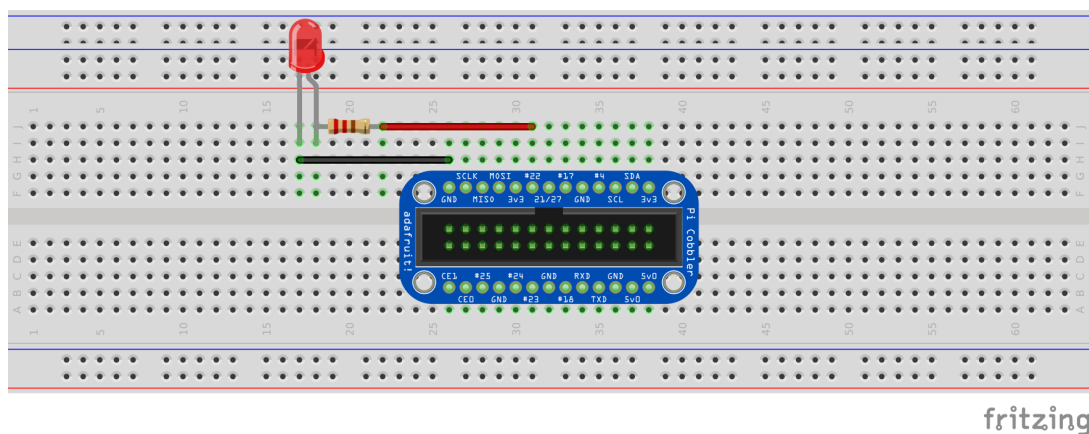 1 5 10 15 20 25 30 35 40 45 50 55 60
J J
I I
H H
G G
F F
SCLK MOSI #22 #17 #4 SDA
GND MISO 3v3 21/27 GND SCL 3v3
adafruit!
Pi Cobbler
E E
D D
C C
B B
A A
CE1 #25 #24 GND RXD GND 5v0
CE0 GND #23 #18 TXD 5v0
1 5 10 15 20 25 30 35 40 45 50 55 60
fritzing